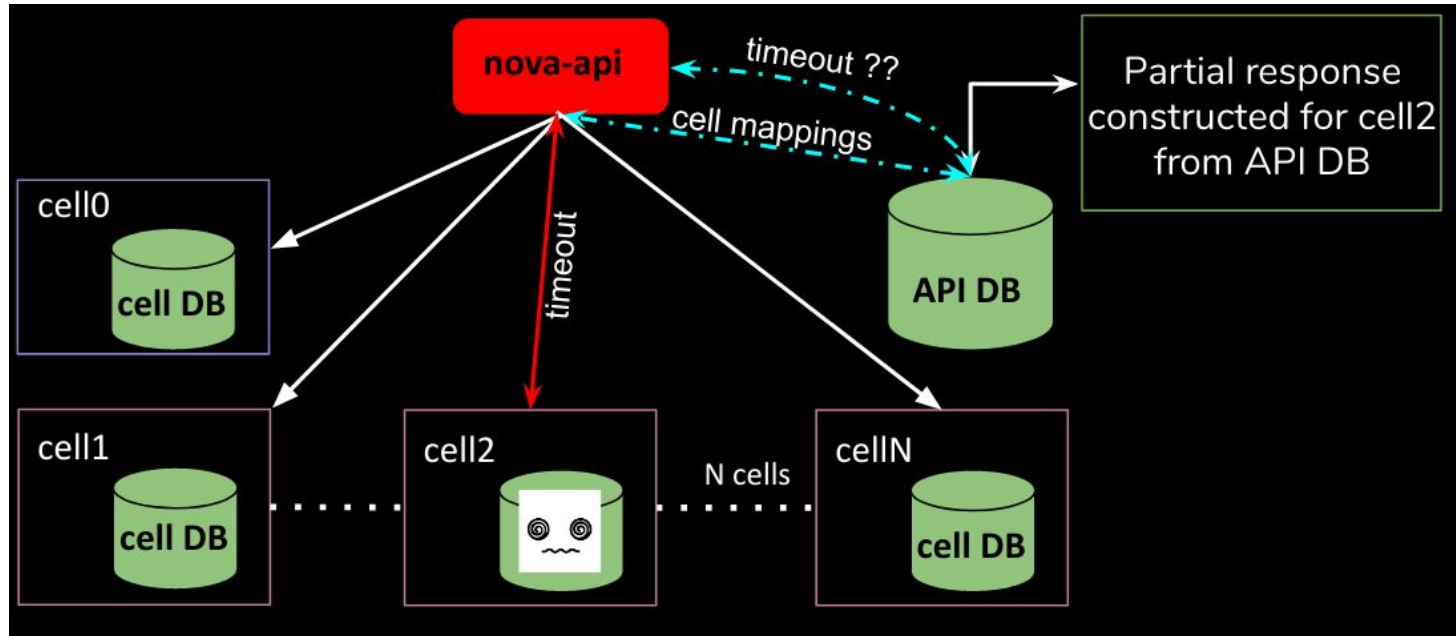 nova-api
timeout ??
cell mappings
Partial response
constructed for cell2
from API DB
cell0
cell DB
timeout
API DB
cell1
cell DB
cell2
N cells
cellN
cell DB